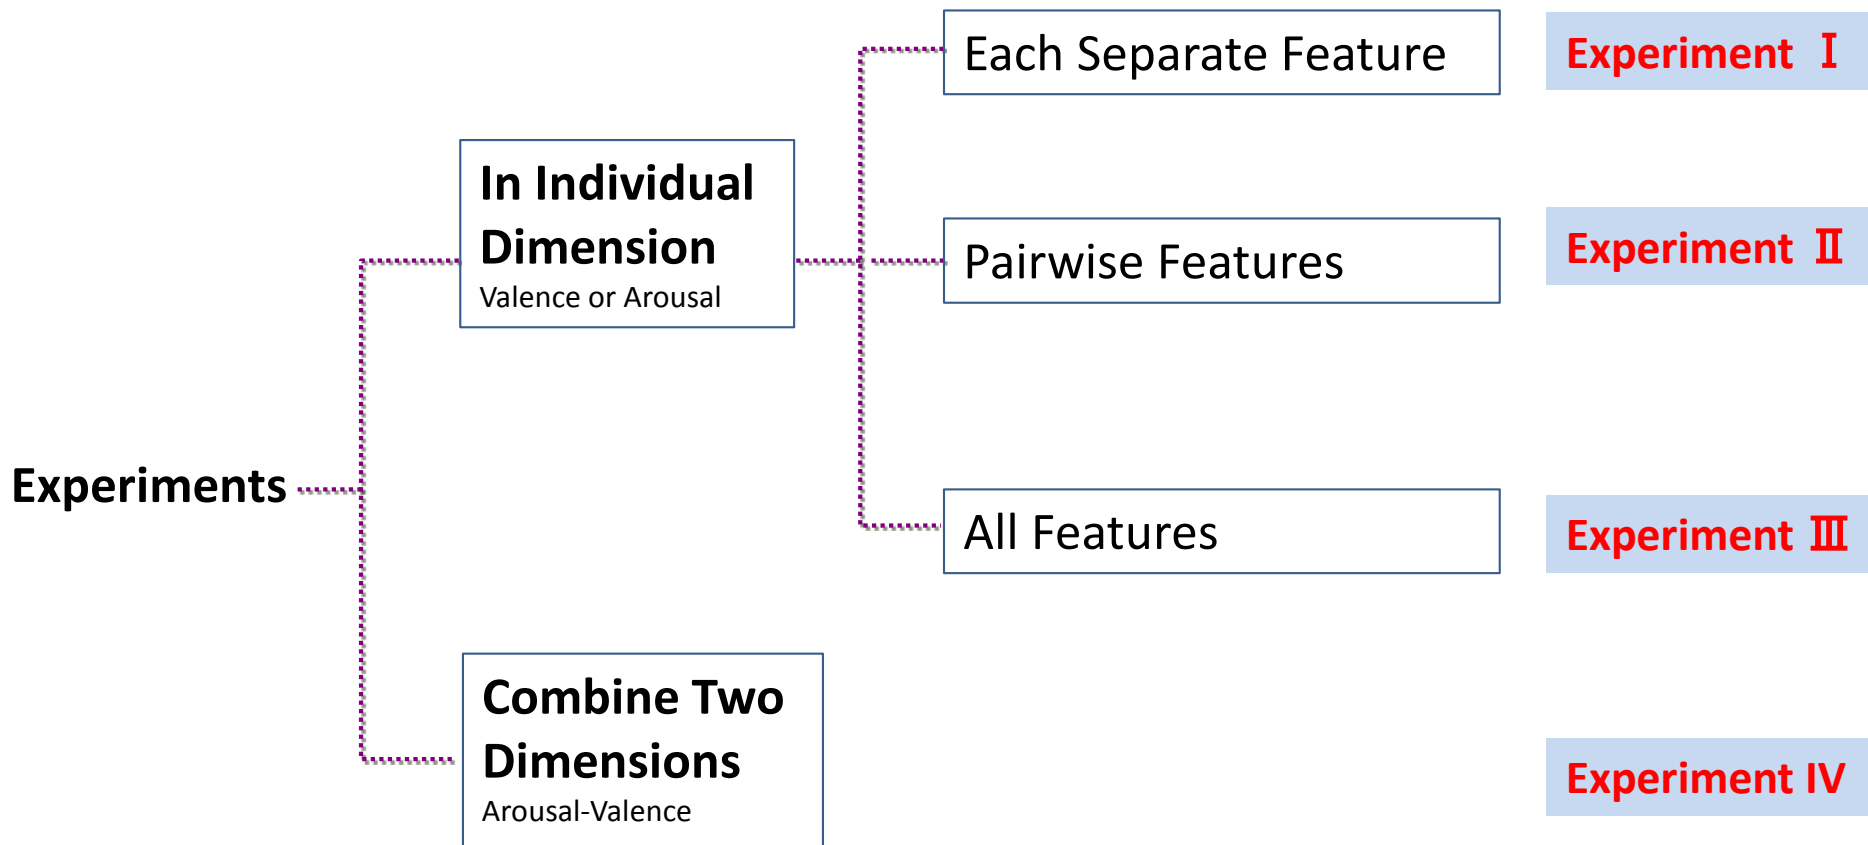 Each Separate Feature
Experiment Ⅰ
In Individual
Dimension
Valence or Arousal
Pairwise Features
Experiment Ⅱ
Experiments
All Features
Experiment Ⅲ
Combine Two
Dimensions
Arousal-Valence
Experiment IV